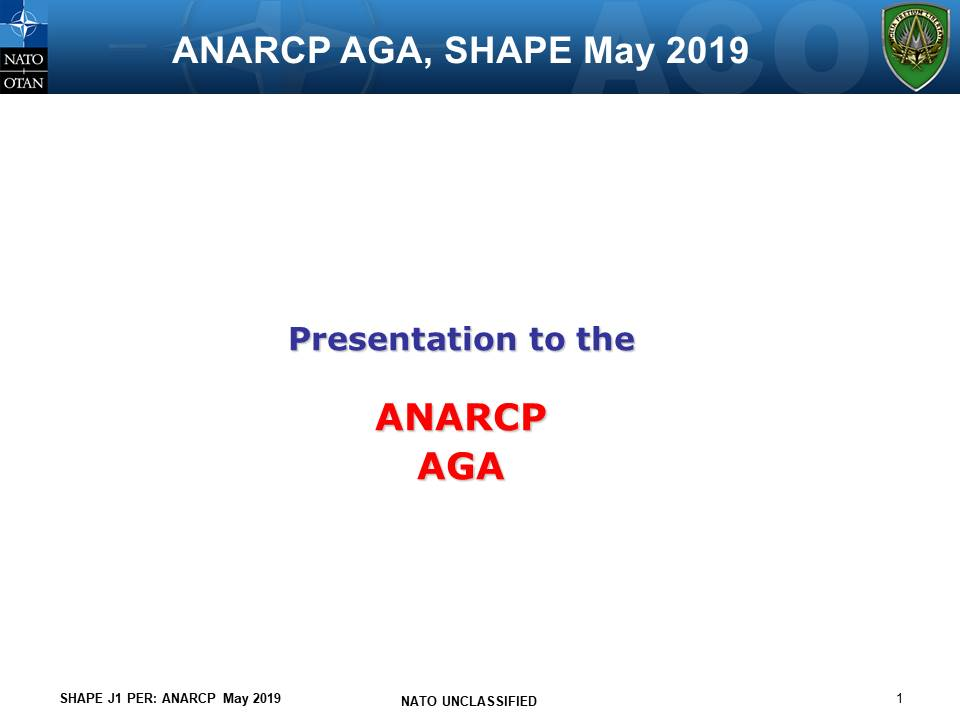 NATO
OTAN
ANARCP AGA, SHAPE May 2019
ACO
Presentation to the
ANARCP
AGA
SHAPE J1 PER: ANARCP May 2019
NATO UNCLASSIFIED
1